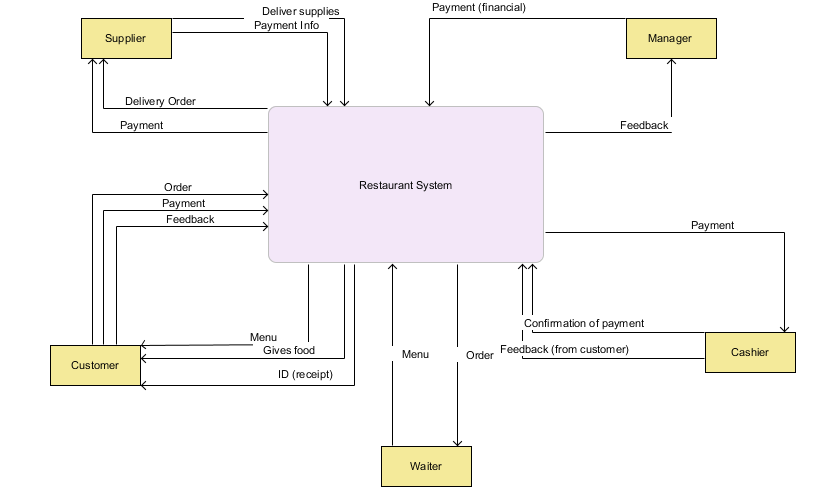 Deliver supplies
Payment Info
Payment (financial)
Supplier
Manager
Delivery Order
Payment
Feedback
Restaurant System
Order
Payment
Feedback
Payment
Confirmation of payment
Menu
Gives food
Menu
Order
Feedback (from customer)
Cashier
Customer
ID (receipt)
Waiter